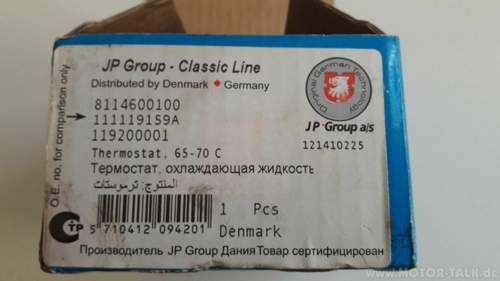 JP Group - Classic Line
Distributed by Denmark ◆ Germany
O.E. no. for comparison only
8114600100
111119159A
119200001
Original German Technology
JP Group a/s
121410225
Thermostat, 65-70 C
Термостат, охлаждающая жидкость
المنتوج: ترموستات
1 Pcs
Denmark
СТР
5 710412 094201
Производитель JP Group Дания Товар сертифицирован
WWW.MOTOR-TALK.de